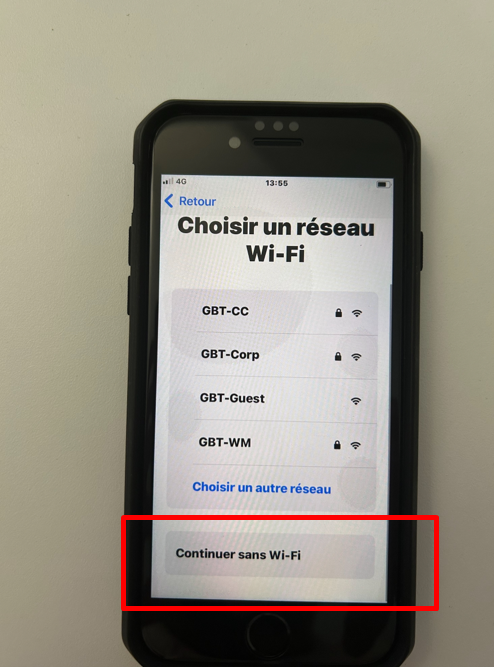 4G 13:55
Retour
Choisir un réseau
Wi-Fi
GBT-CC
GBT-Corp
GBT-Guest
GBT-WM
Choisir un autre réseau
Continuer sans Wi-Fi